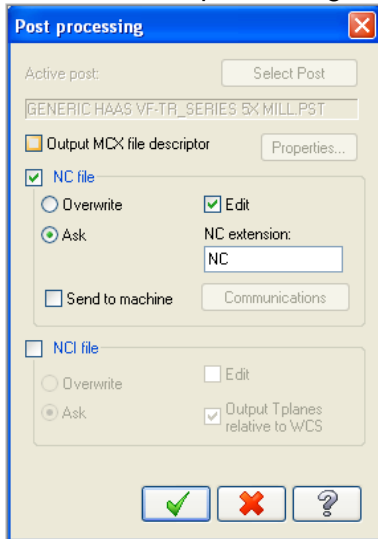 Post processing
Active post: Select Post
GENERIC HAAS VF-TR_SERIES 5X MILL.PST
Output MCX file descriptor Properties...
NC file
Overwrite Edit
Ask NC extension:
NC
Send to machine Communications
NCI file
Overwrite Edit
Ask Output Tplanes
relative to WCS